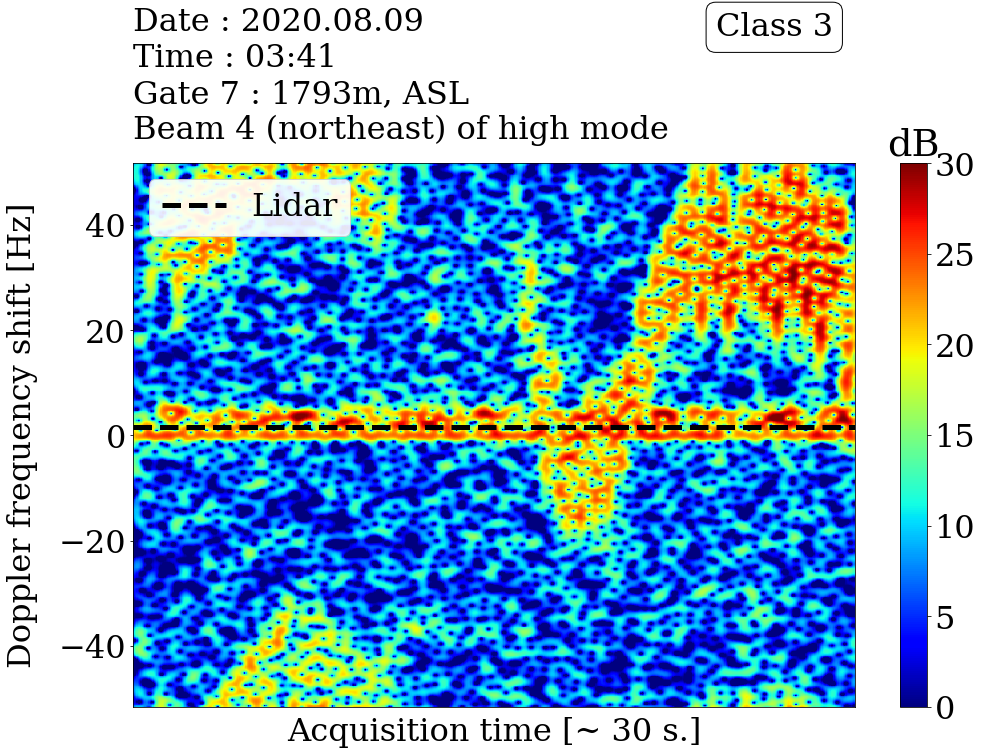 Date : 2020.08.09
Time : 03:41
Gate 7 : 1793m, ASL
Beam 4 (northeast) of high mode
Class 3
dB
Lidar
Doppler frequency shift [Hz]
40
20
0
−20
−40
Acquisition time [~ 30 s.]
30
25
20
15
10
5
0